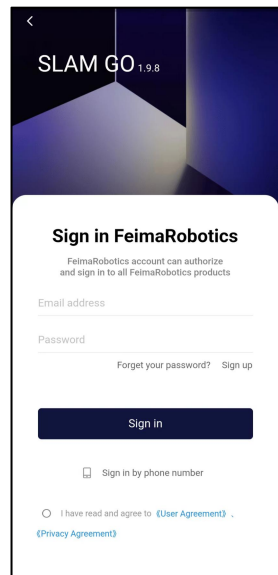 SLAM GO 1.9.8
Sign in FeimaRobotics
FeimaRobotics account can authorize
and sign in to all FeimaRobotics products
Email address
Password
Forget your password? Sign up
Sign in
Sign in by phone number
I have read and agree to 《User Agreement》 、
《Privacy Agreement》